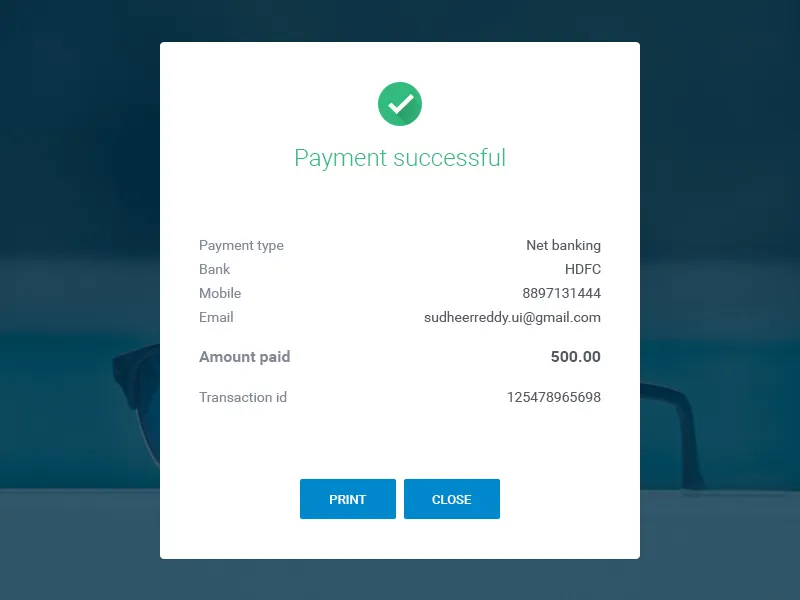 Payment successful
Payment type Net banking
Bank HDFC
Mobile 8897131444
Email sudheerreddy.ui@gmail.com
Amount paid 500.00
Transaction id 125478965698
PRINT CLOSE